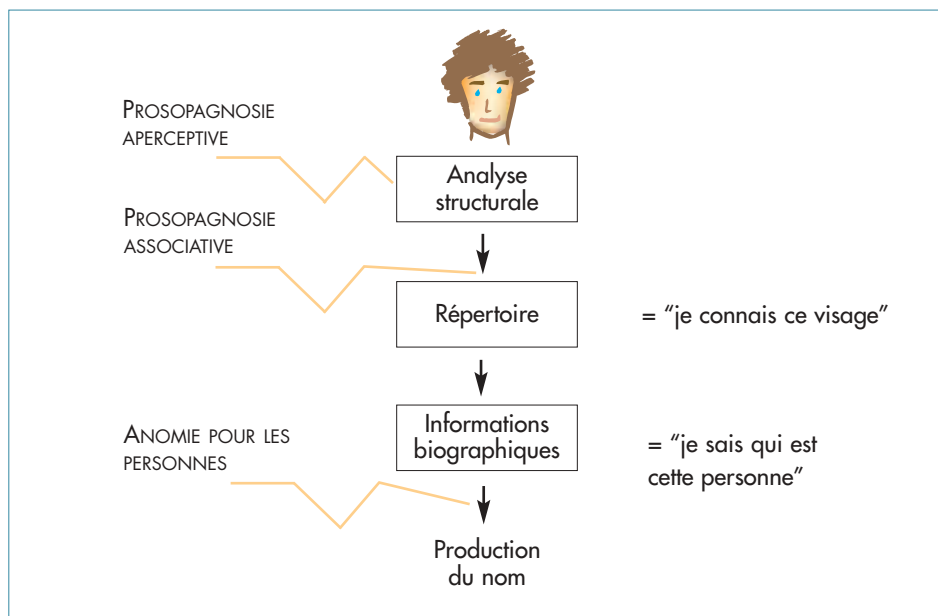 PROSOPAGNOSIE
APERCEPTIVE
Analyse
structurale
PROSOPAGNOSIE
ASSOCIATIVE
Répertoire
= “je connais ce visage”
ANOMIE POUR LES
PERSONNES
Informations
biographiques
= “je sais qui est
cette personne”
Production
du nom